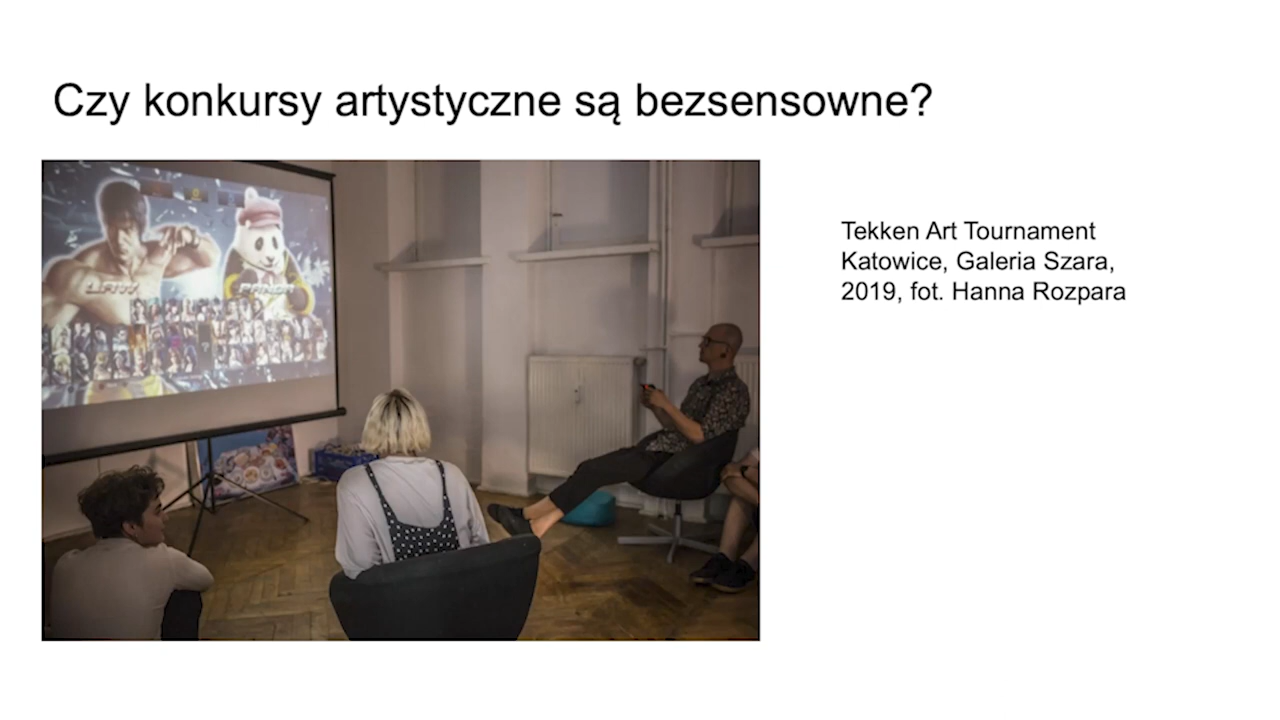 Czy konkursy artystyczne są bezsensowne?
LAW
PANDA
Tekken Art Tournament
Katowice, Galeria Szara,
2019, fot. Hanna Rozpara